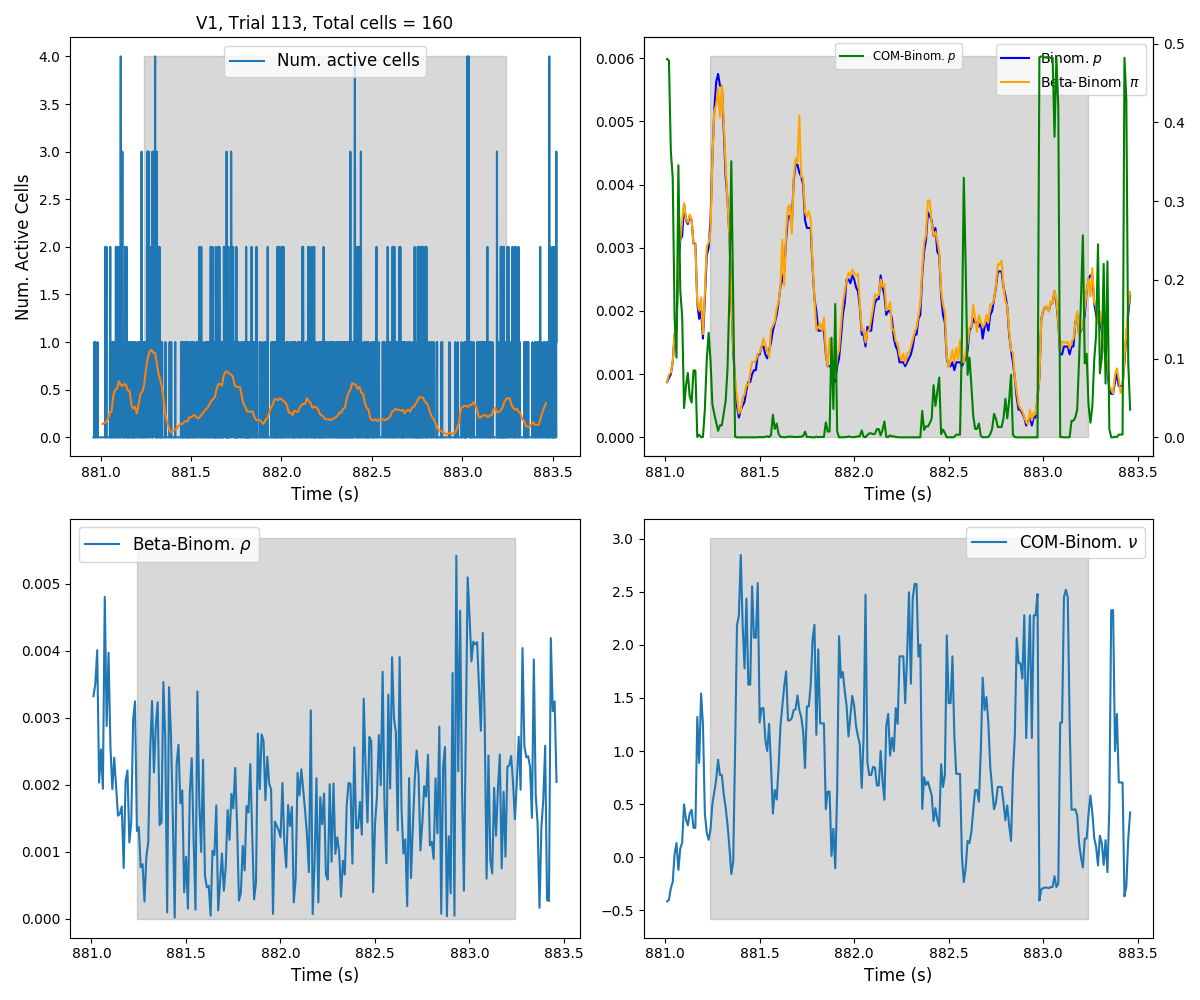 V1, Trial 113, Total cells = 160
Num. active cells
Num. Active Cells
4.0
3.5
3.0
2.5
2.0
1.5
1.0
0.5
0.0
881.0 881.5 882.0 882.5 883.0 883.5
Time (s)
COM-Binom. p
Binom. p
Beta-Binom. π
0.006
0.005
0.004
0.003
0.002
0.001
0.000
0.5
0.4
0.3
0.2
0.1
0.0
881.0 881.5 882.0 882.5 883.0 883.5
Time (s)
Beta-Binom. ρ
0.005
0.004
0.003
0.002
0.001
0.000
881.0 881.5 882.0 882.5 883.0 883.5
Time (s)
COM-Binom. ν
3.0
2.5
2.0
1.5
1.0
0.5
0.0
−0.5
881.0 881.5 882.0 882.5 883.0 883.5
Time (s)